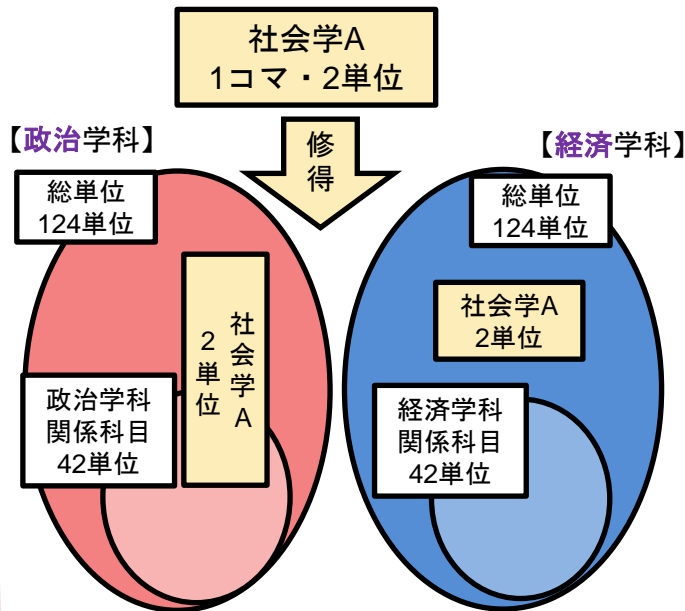 社会学A
1コマ・2単位
修得
【政治学科】
総単位
124単位
社会学A
2単位
政治学科
関係科目
42単位
【経済学科】
総単位
124単位
社会学A
2単位
経済学科
関係科目
42単位